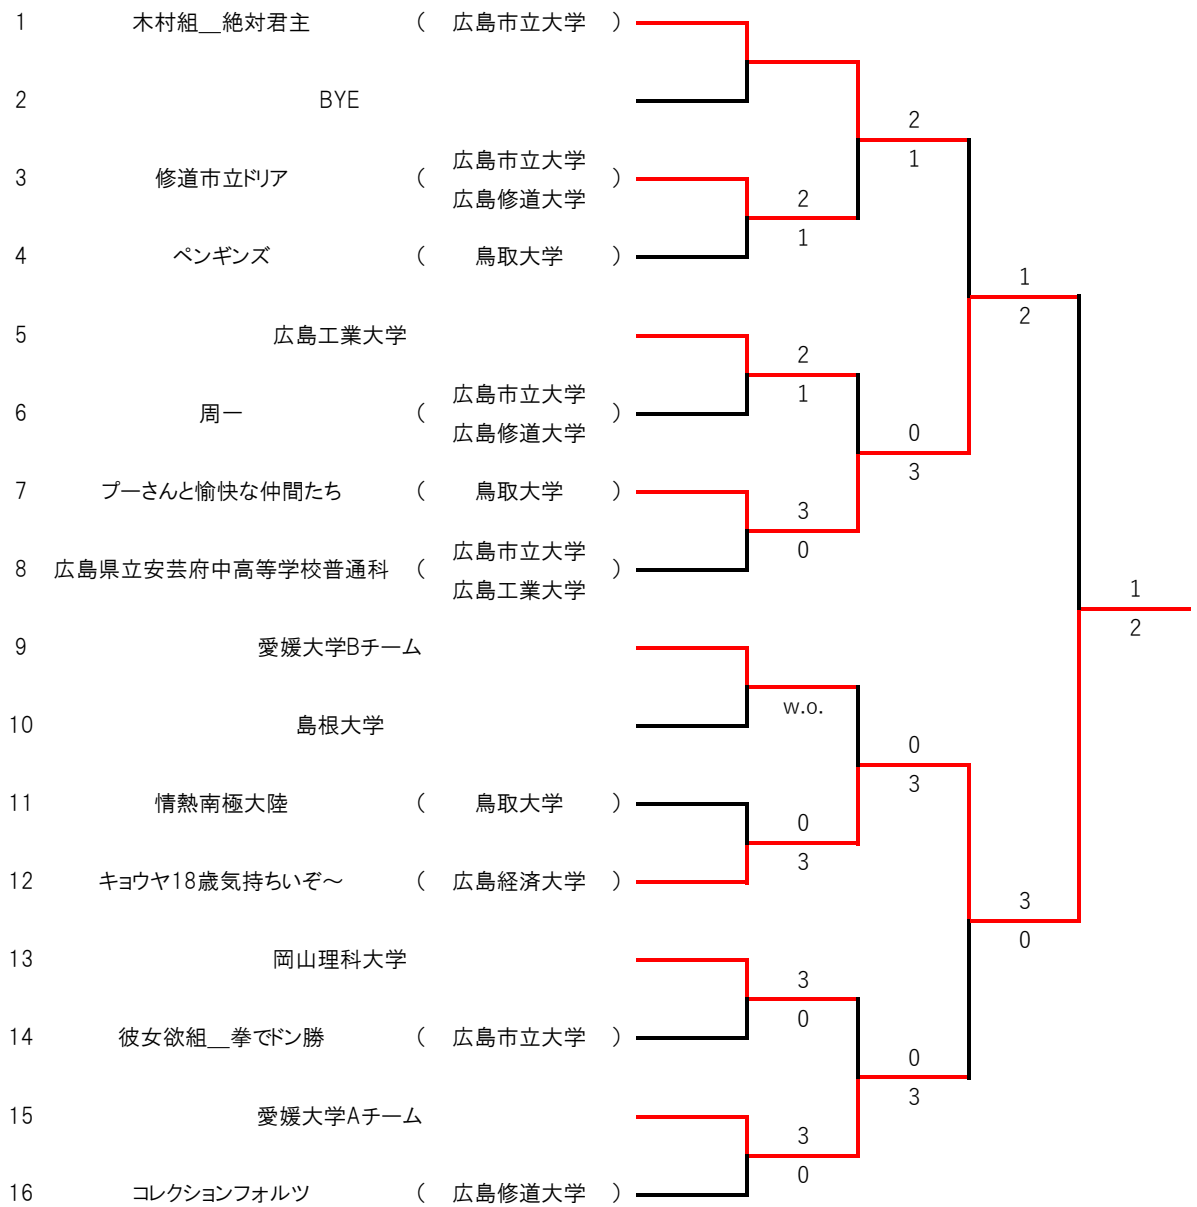 1 木村組__絶対君主 ( 広島市立大学 )
2 BYE
2
1
3 修道市立ドリア ( 広島市立大学 広島修道大学 )
2
1
4 ペンギンズ ( 鳥取大学 )
1
2
5 広島工業大学
2
1
6 周一 ( 広島市立大学 広島修道大学 )
0
3
7 プーさんと愉快な仲間たち ( 鳥取大学 )
3
0
8 広島県立安芸府中高等学校普通科 ( 広島市立大学 広島工業大学 )
1
2
9 愛媛大学Bチーム
w.o.
10 島根大学
0
3
11 情熱南極大陸 ( 鳥取大学 )
0
3
12 キョウヤ18歳気持ちいぞ～ ( 広島経済大学 )
3
0
13 岡山理科大学
3
0
14 彼女欲組__拳でドン勝 ( 広島市立大学 )
0
3
15 愛媛大学Aチーム
3
0
16 コレクションフォルツ ( 広島修道大学 )